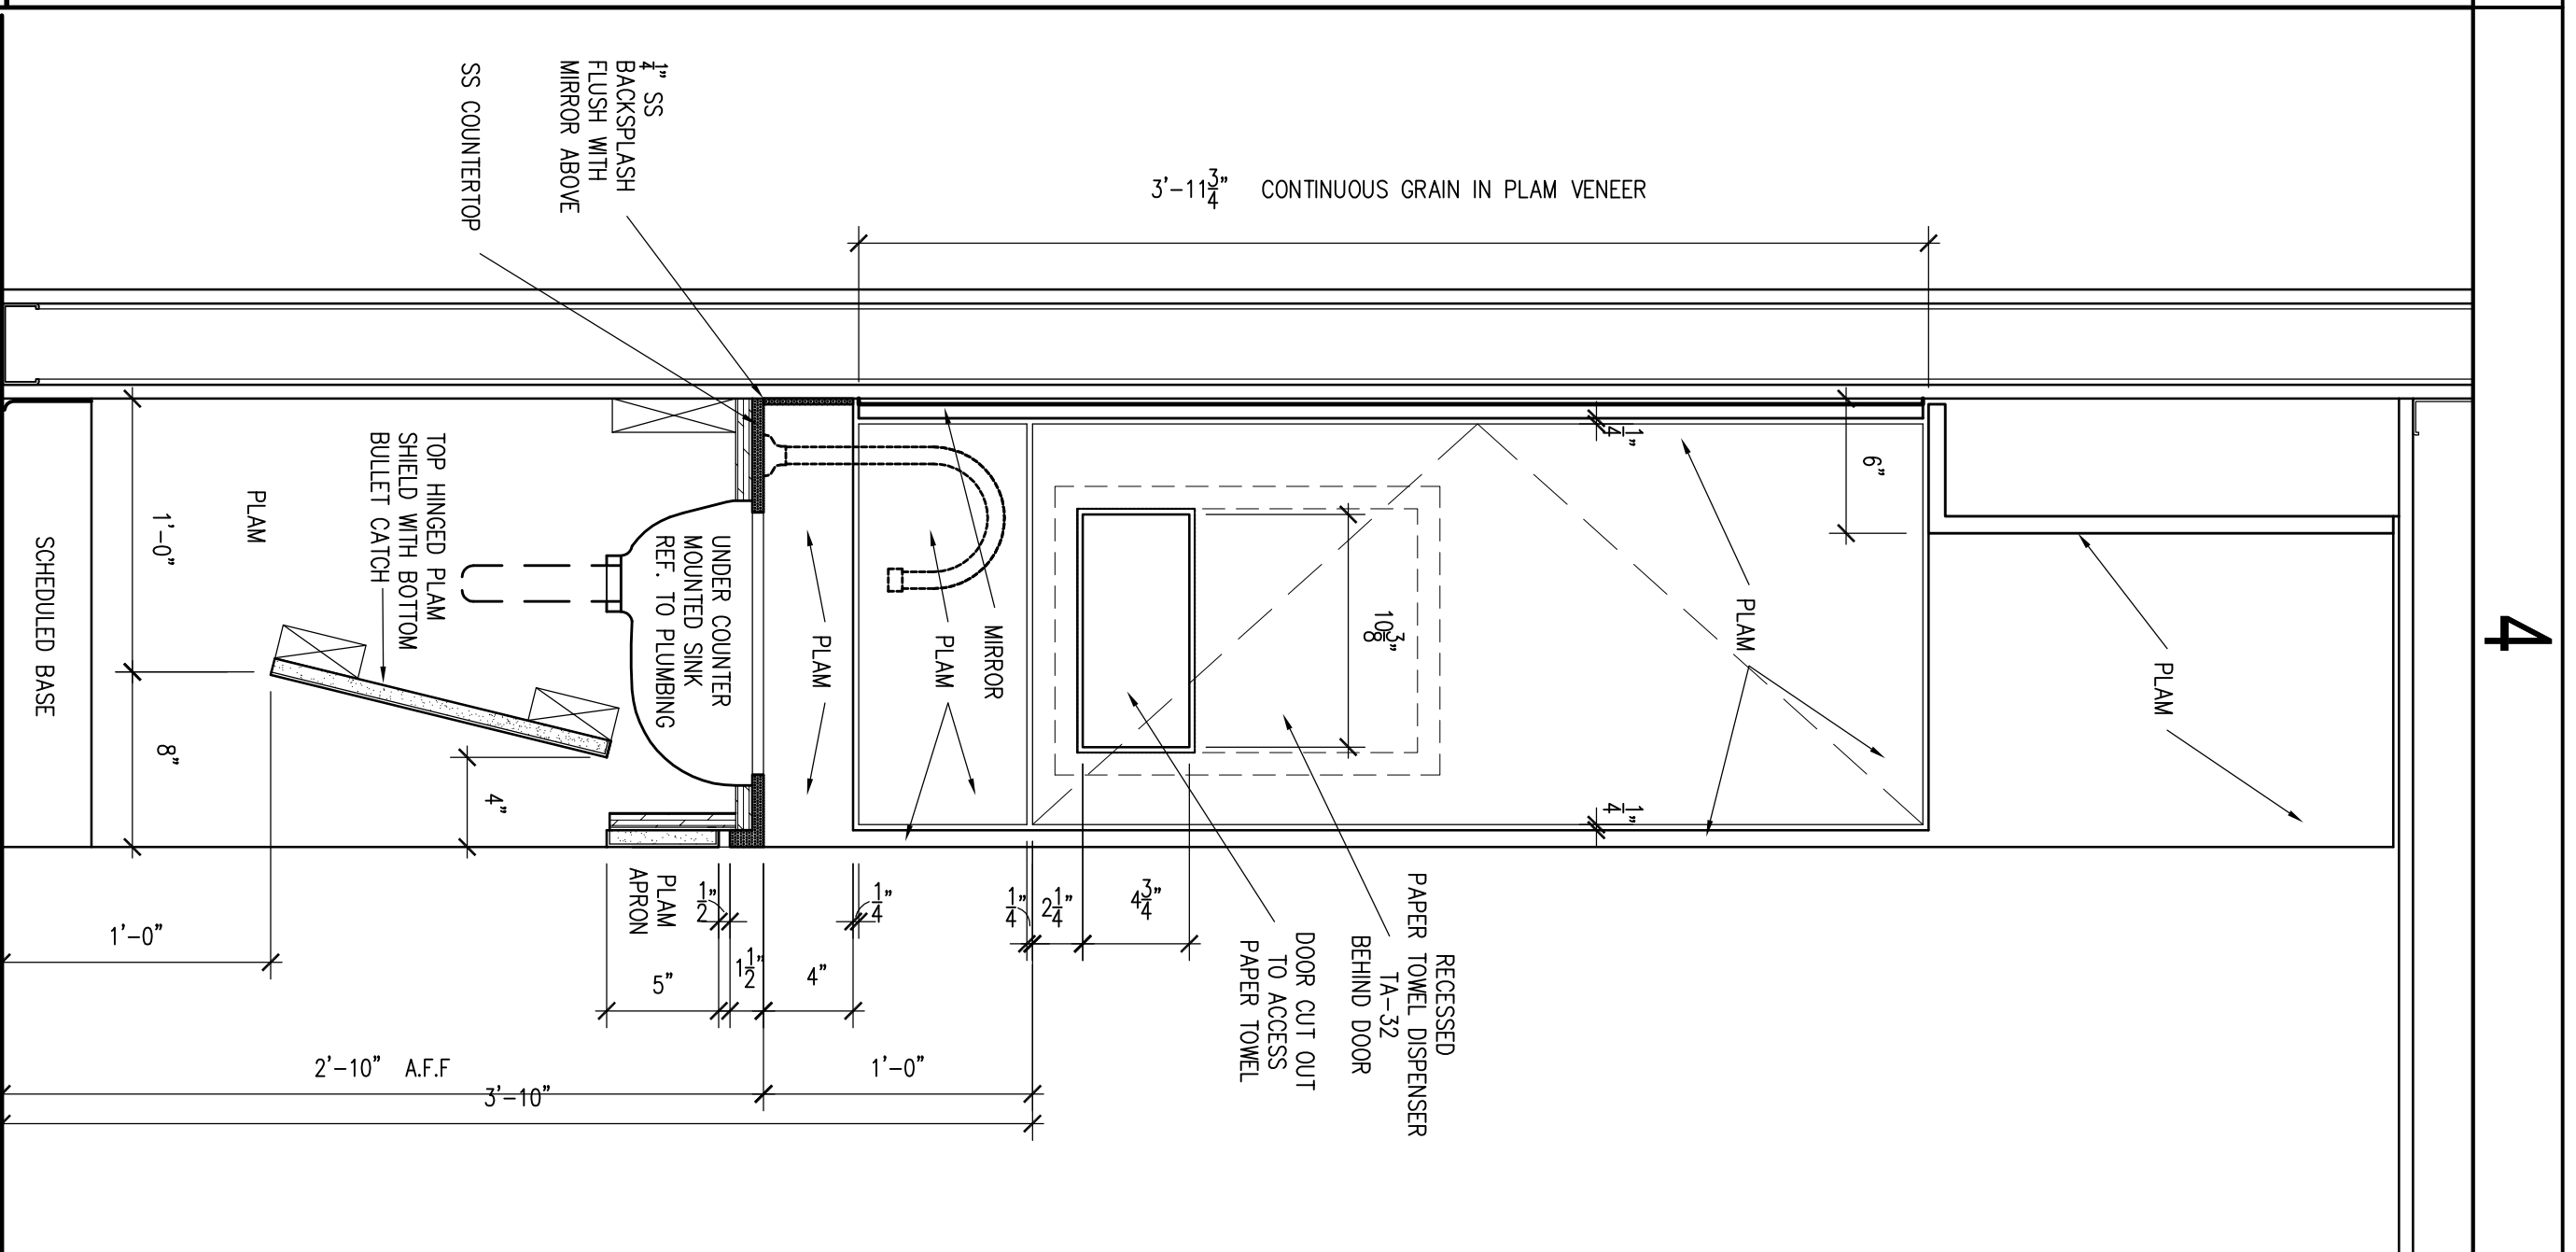 4
3'-11 3/4" CONTINUOUS GRAIN IN PLAM VENEER
1/4" SS
BACKSPLASH
FLUSH WITH
MIRROR ABOVE
SS COUNTERTOP
6"
1/4"
PLAM
PLAM
10 3/8"
1/4"
MIRROR
PLAM
PLAM
UNDER COUNTER
MOUNTED SINK
REF. TO PLUMBING
TOP HINGED PLAM
SHIELD WITH BOTTOM
BULLET CATCH
PLAM
1'-0"
8"
4"
SCHEDULED BASE
RECESSED
PAPER TOWEL DISPENSER
TA-32
BEHIND DOOR
DOOR CUT OUT
TO ACCESS
PAPER TOWEL
4 3/4"
2 1/4"
1/4"
1/4"
4"
1 1/2"
1/2"
5"
PLAM
APRON
1'-0"
1'-0"
2'-10" A.F.F
3'-10"